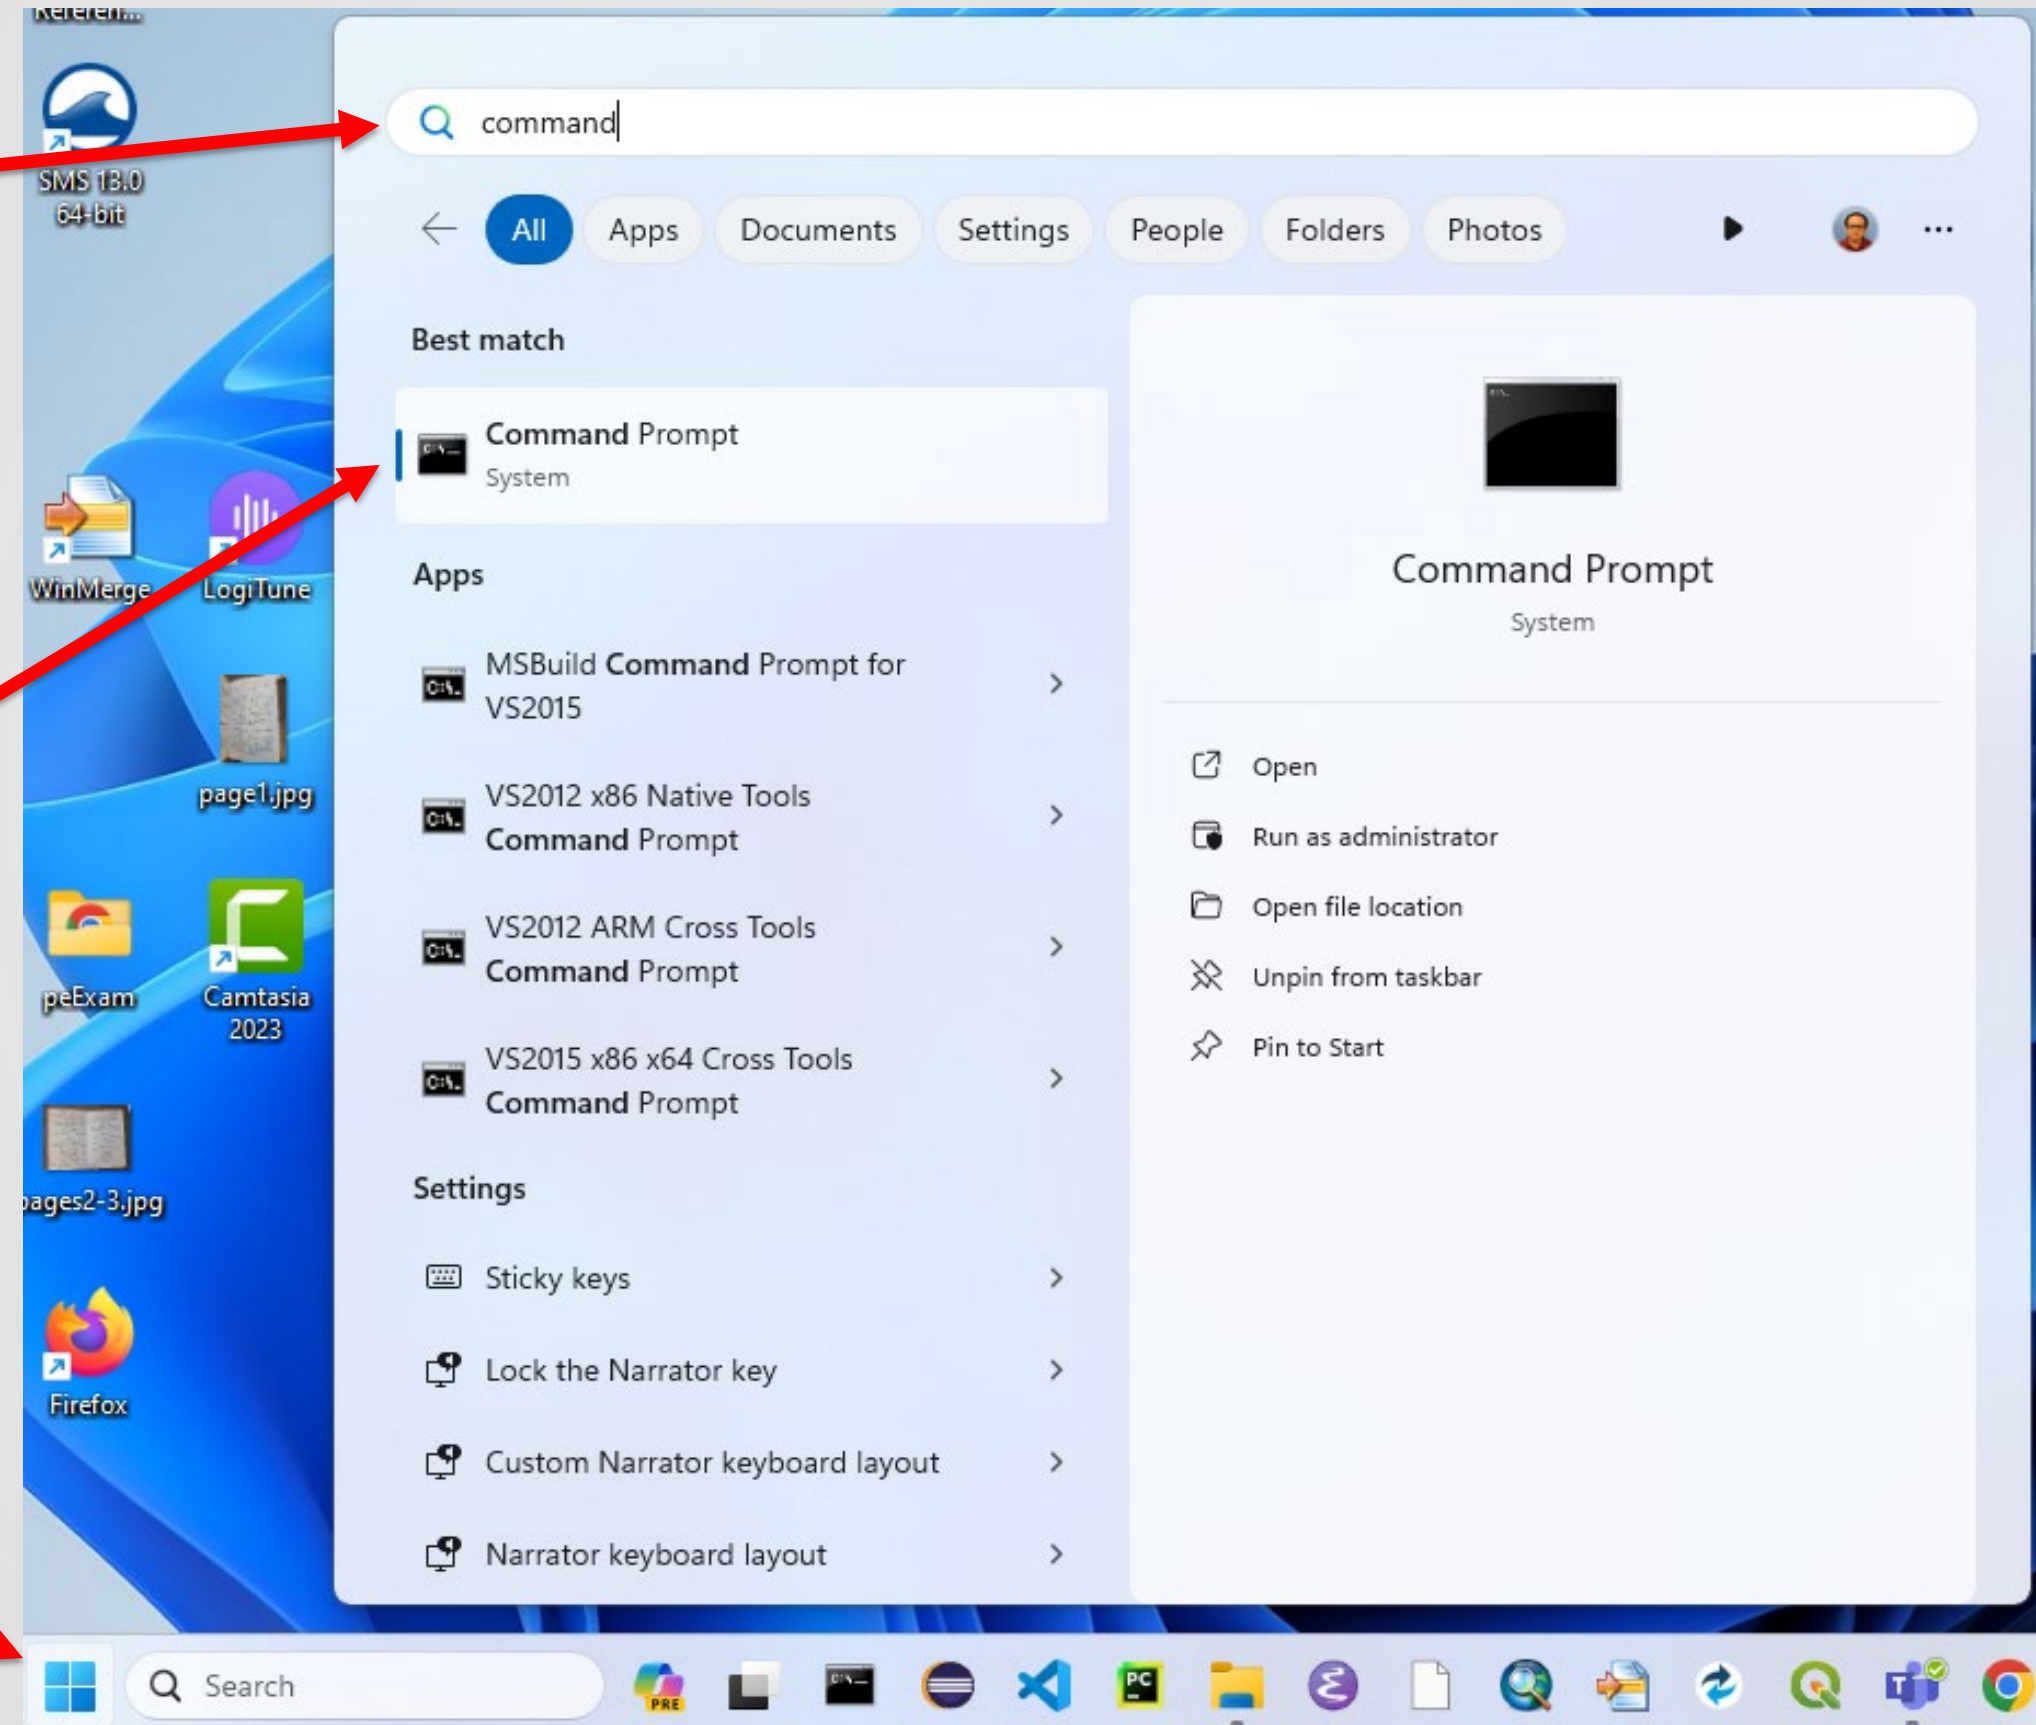 Referen...
SMS 13.0
64-bit
WinMerge
LogiTune
page1.jpg
peExam
Camtasia
2023
pages2-3.jpg
Firefox
command
All Apps Documents Settings People Folders Photos
Best match
Command Prompt
System
Apps
MSBuild Command Prompt for
VS2015
VS2012 x86 Native Tools
Command Prompt
VS2012 ARM Cross Tools
Command Prompt
VS2015 x86 x64 Cross Tools
Command Prompt
Settings
Sticky keys
Lock the Narrator key
Custom Narrator keyboard layout
Narrator keyboard layout
Command Prompt
System
Open
Run as administrator
Open file location
Unpin from taskbar
Pin to Start
Search
PRE
PC